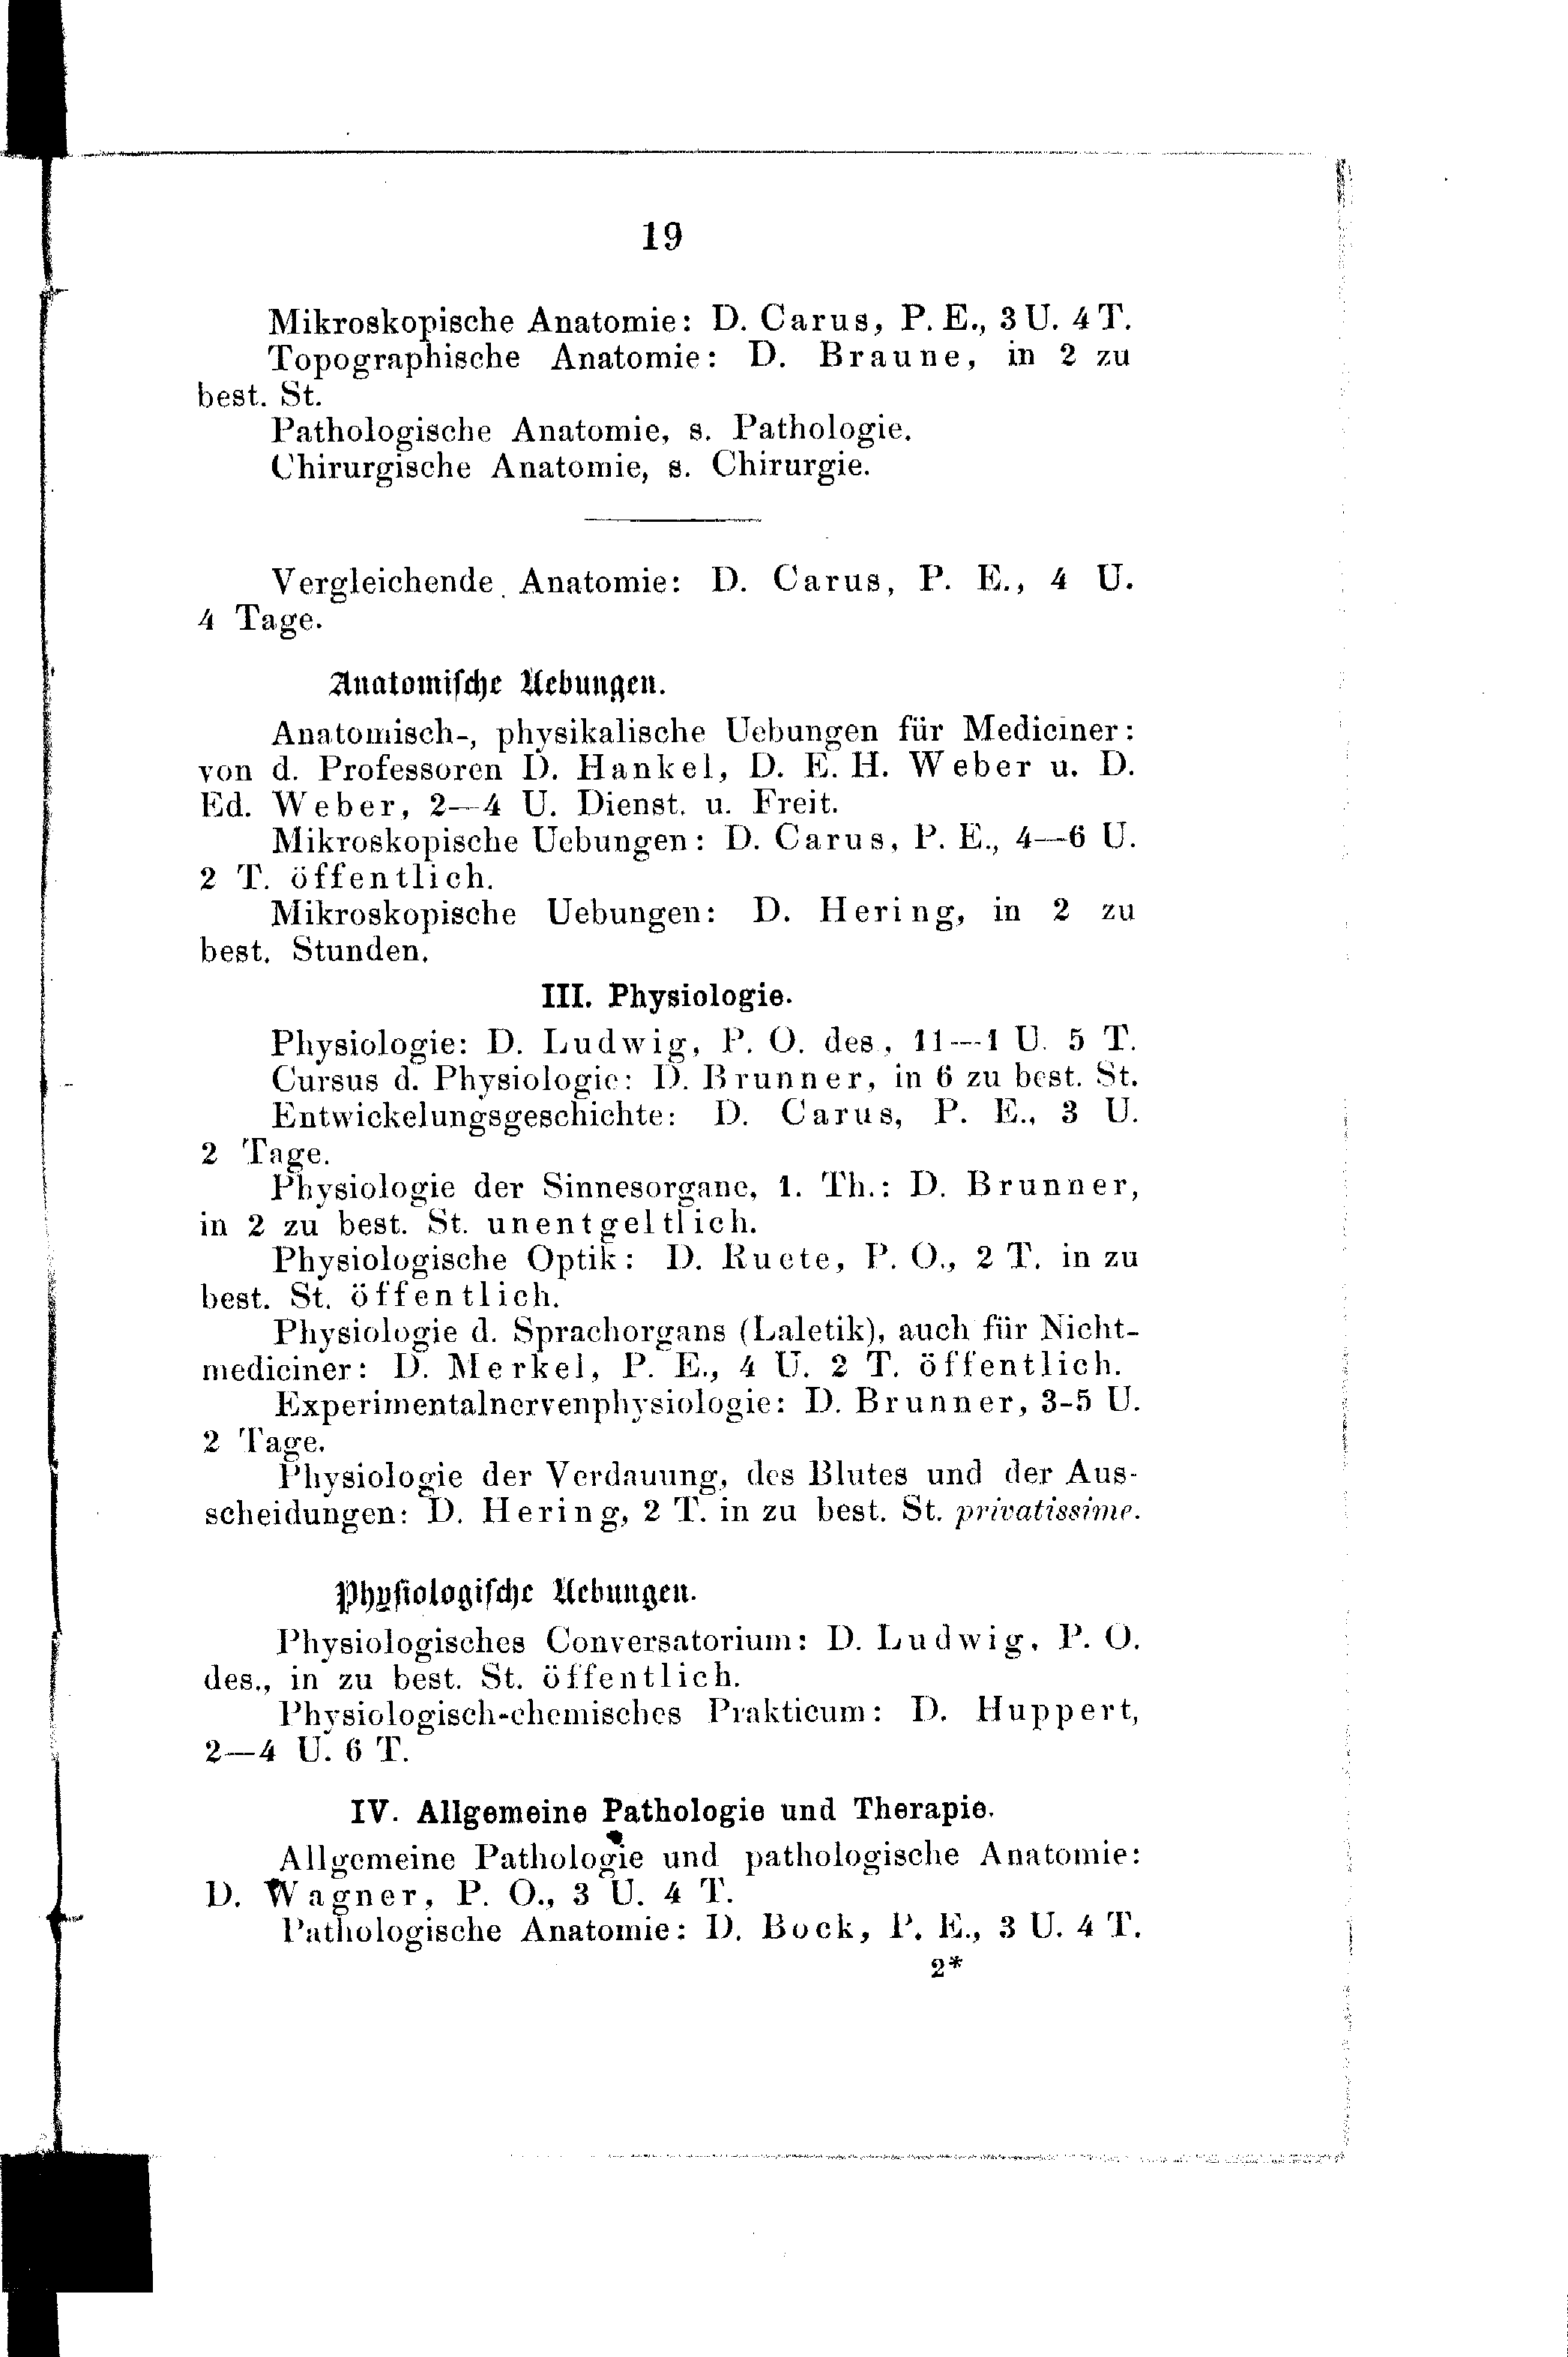 19
Mikroskopische Anatomie: D. Carus, P. E., 3 U. 4 T.
Topographische Anatomie: D. Braune, in 2 zu
best. St.
Pathologische Anatomie, s. Pathologie.
Chirurgische Anatomie, s. Chirurgie.
Vergleichende Anatomie: D. Carus, P. E., 4 U.
4 Tage.
Anatomiſche Uebungen.
Anatomisch-, physikalische Uebungen für Mediciner:
von d. Professoren D. Hankel, D. E. H. Weber u. D.
Ed. Weber, 2—4 U. Dienst. u. Freit.
Mikroskopische Uebungen: D. Carus, P. E., 4—6 U.
2 T. öffentlich.
Mikroskopische Uebungen: D. Hering, in 2 zu
best. Stunden.
III. Physiologie.
Physiologie: D. Ludwig, P. O. des., 11—1 U. 5 T.
Cursus d. Physiologie: D. Brunner, in 6 zu best. St.
Entwickelungsgeschichte: D. Carus, P. E., 3 U.
2 Tage.
Physiologie der Sinnesorgane, 1. Th.: D. Brunner,
in 2 zu best. St. unentgeltlich.
Physiologische Optik: D. Ruete, P. O., 2 T. in zu
best. St. öffentlich.
Physiologie d. Sprachorgans (Laletik), auch für Nicht-
mediciner: D. Merkel, P. E., 4 U. 2 T. öffentlich.
Experimentalnervenphysiologie: D. Brunner, 3-5 U.
2 Tage.
Physiologie der Verdauung, des Blutes und der Aus-
scheidungen: D. Hering, 2 T. in zu best. St. privatissime.
Phyſiologiſche Uebungen.
Physiologisches Conversatorium: D. Ludwig, P. O.
des., in zu best. St. öffentlich.
Physiologisch-chemisches Prakticum: D. Huppert,
2—4 U. 6 T.
IV. Allgemeine Pathologie und Therapie.
Allgemeine Pathologie und pathologische Anatomie:
D. Wagner, P. O., 3 U. 4 T.
Pathologische Anatomie: D. Bock, P. E., 3 U. 4 T.
2*